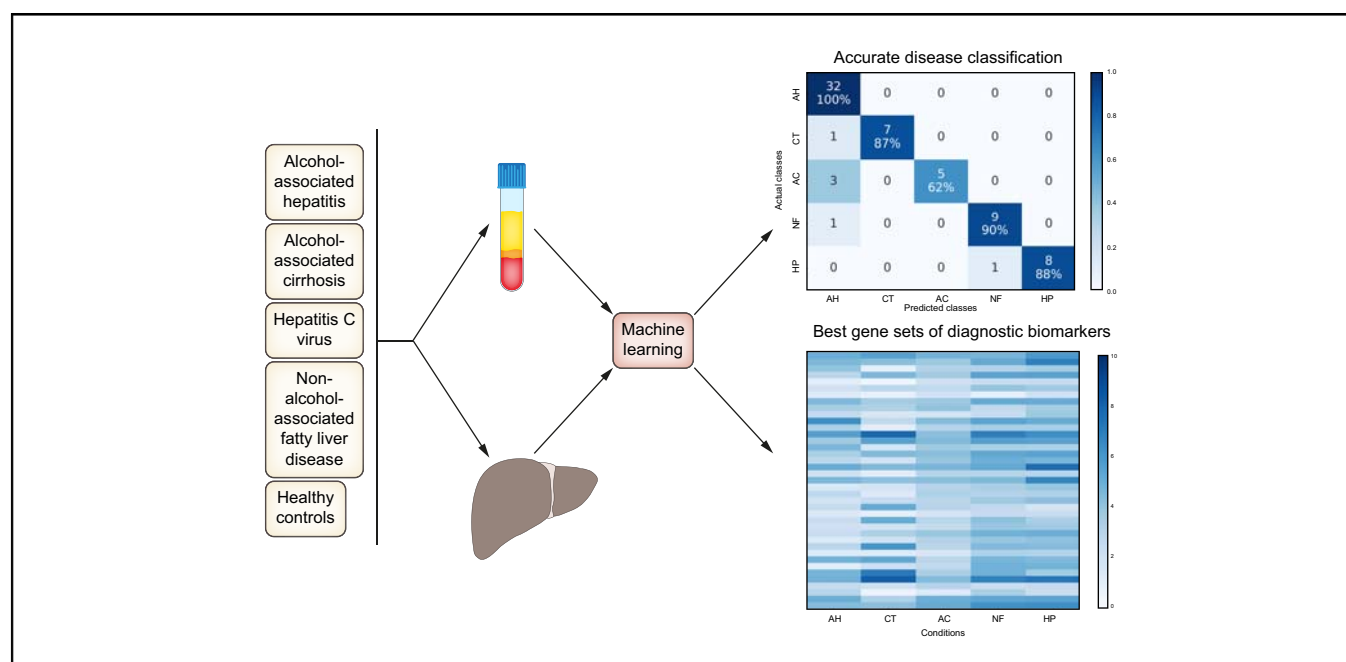 Alcohol-
associated
hepatitis
Alcohol-
associated
cirrhosis
Hepatitis C
virus
Non-
alcohol-
associated
fatty liver
disease
Healthy
controls
Machine
learning
Accurate disease classification
Actual classes
AH
32
100%
0
0
0
0
CT
1
7
87%
0
0
0
AC
3
0
5
62%
0
0
NF
1
0
0
9
90%
0
HP
0
0
0
1
8
88%
AH CT AC NF HP
Predicted classes
1.0
0.8
0.6
0.4
0.2
0.0
Best gene sets of diagnostic biomarkers
AH CT AC NF HP
Conditions
10
8
6
4
2
0